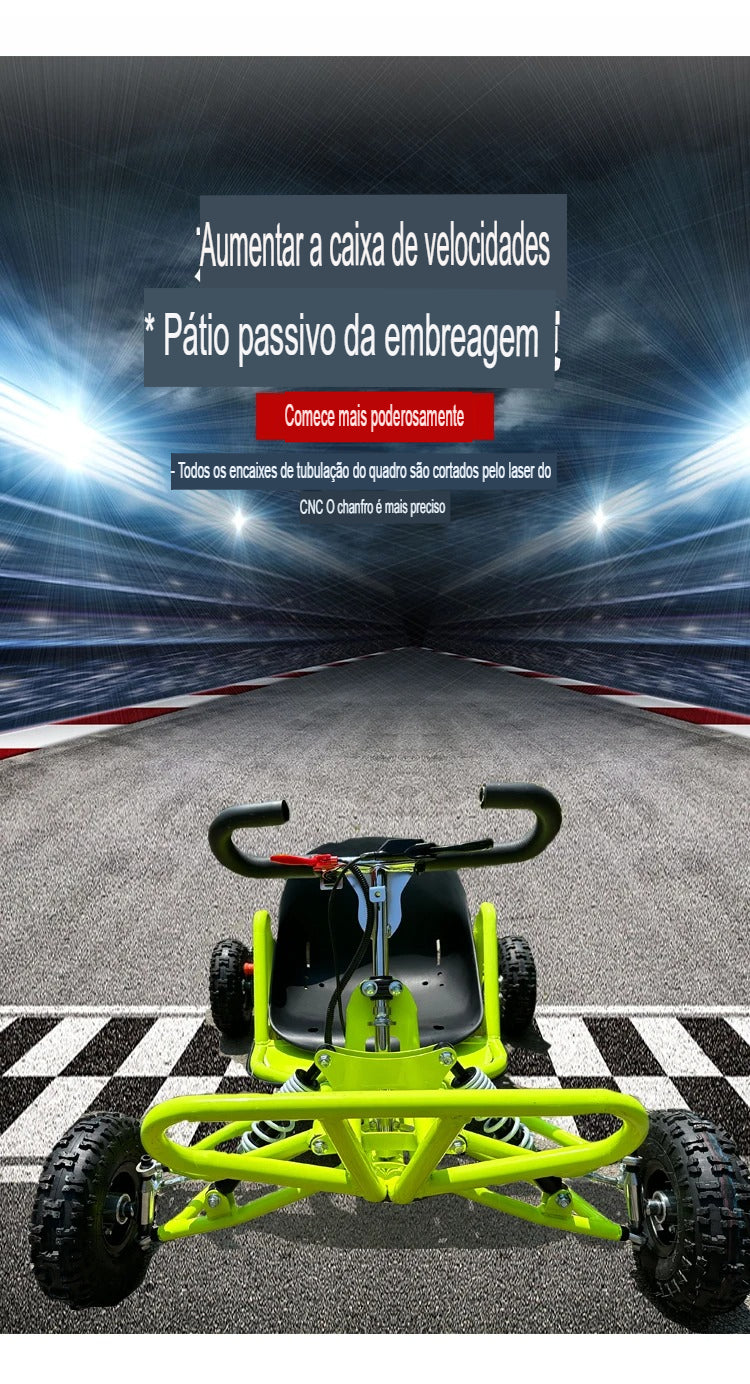 Aumentar a caixa de velocidades
* Pátio passivo da embreagem
Comece mais poderosamente
- Todos os encaixes de tubulação do quadro são cortados pelo laser do
CNC O chanfro é mais preciso